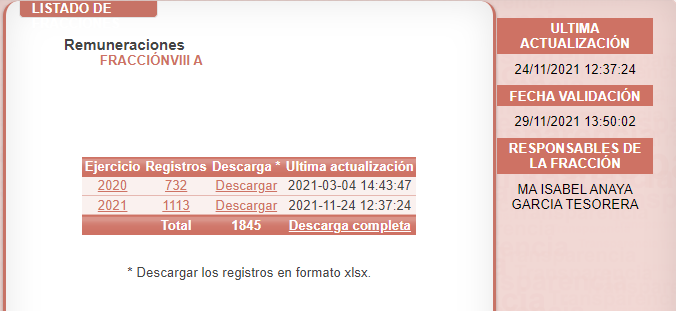 LISTADO DE
Remuneraciones
FRACCIÓNVIII A
Ejercicio Registros Descarga * Ultima actualización
2020 732 Descargar 2021-03-04 14:43:47
2021 1113 Descargar 2021-11-24 12:37:24
Total 1845 Descarga completa
* Descargar los registros en formato xlsx.
ULTIMA
ACTUALIZACIÓN
24/11/2021 12:37:24
FECHA VALIDACIÓN
29/11/2021 13:50:02
RESPONSABLES DE
LA FRACCIÓN
MA ISABEL ANAYA
GARCIA TESORERA